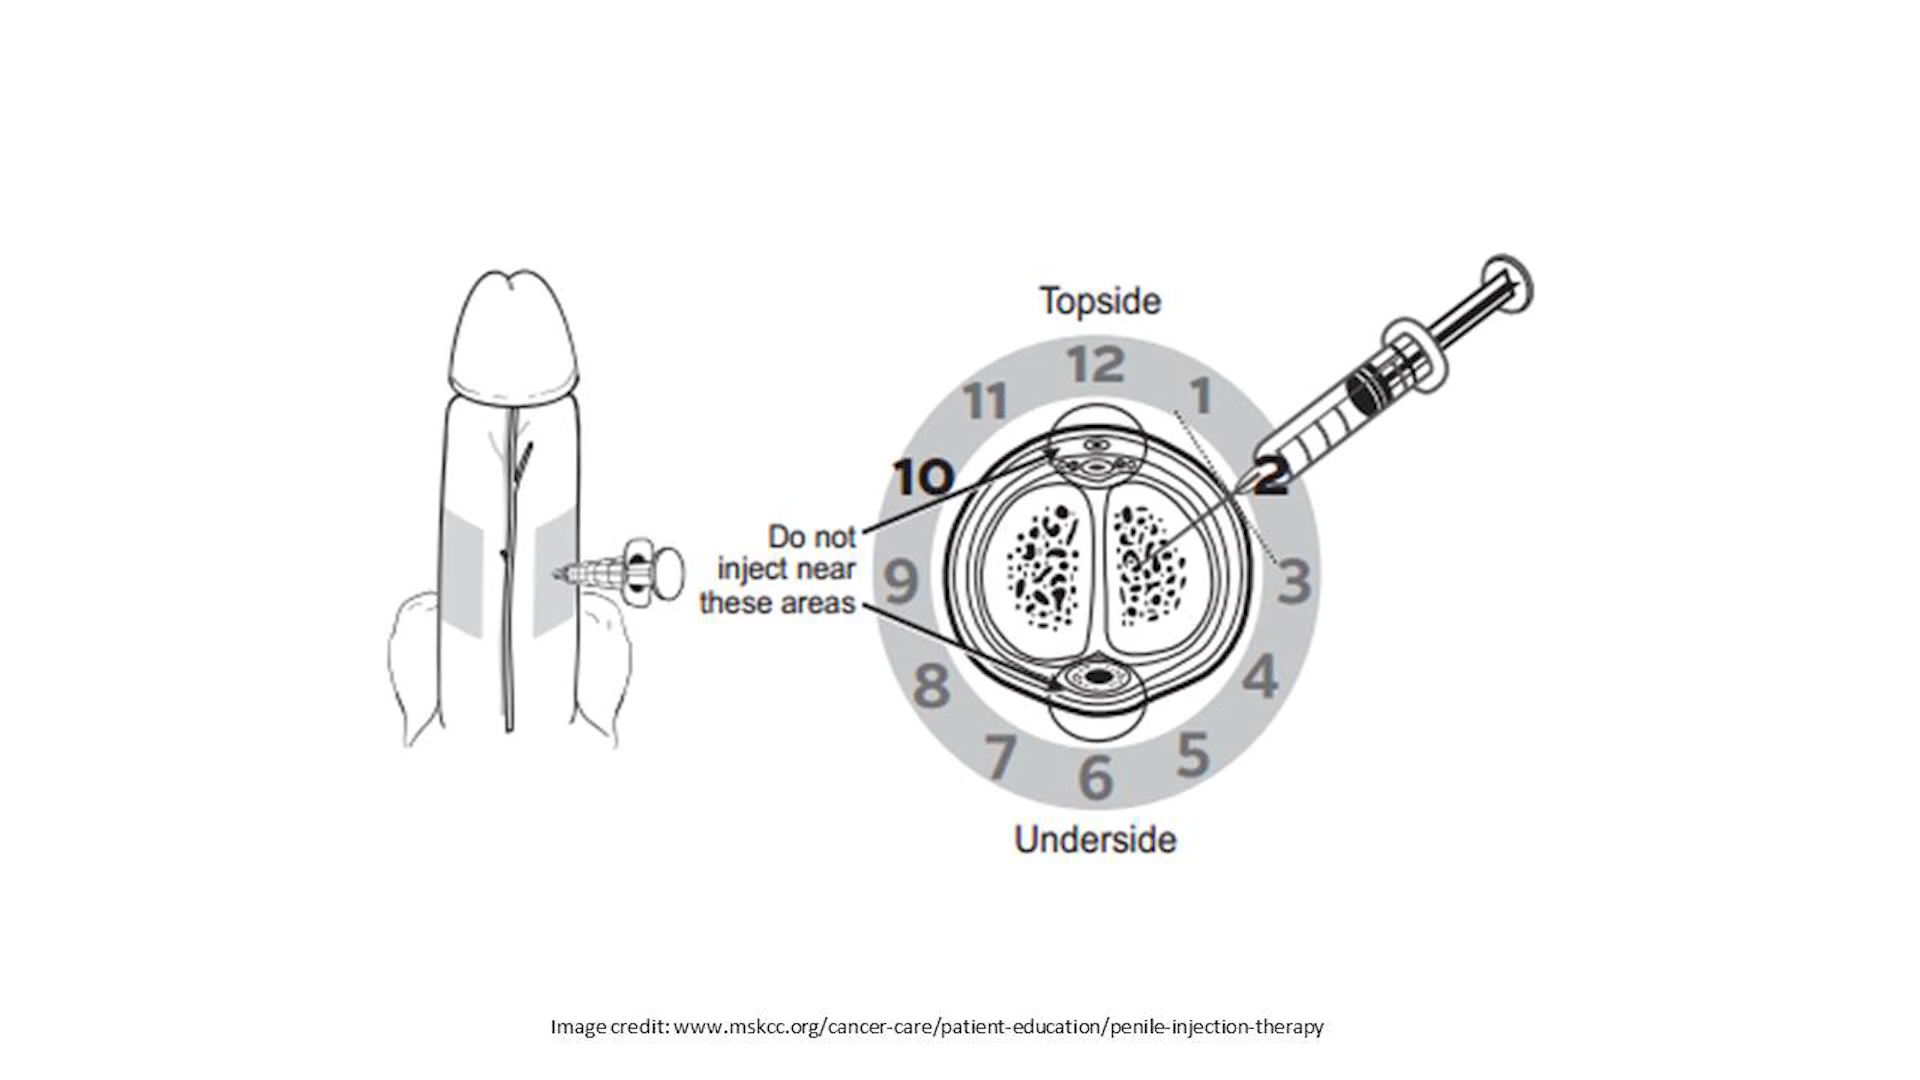 Topside
12
11
1
10
2
Do not
inject near
these areas
9
3
8
4
7
5
6
Underside
Image credit: www.mskcc.org/cancer-care/patient-education/penile-injection-therapy